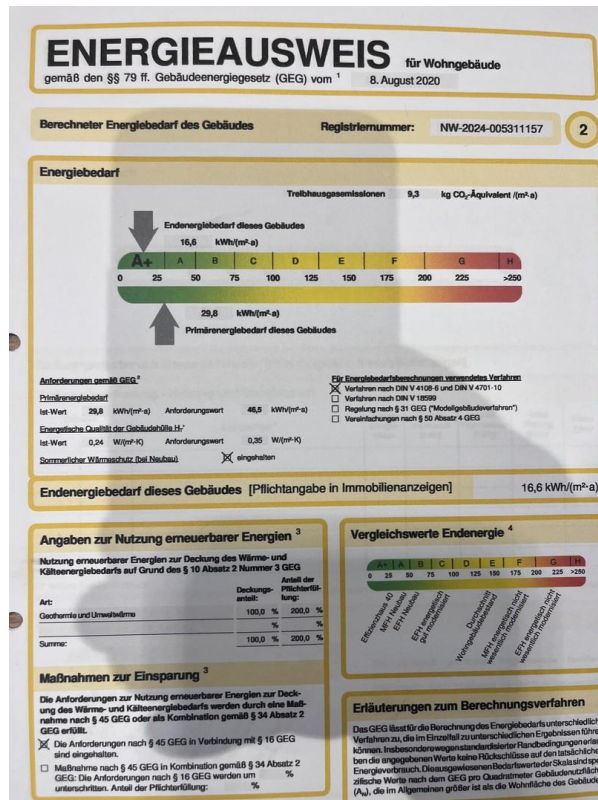 ENERGIEAUSWEIS für Wohngebäude
gemäß den §§ 79 ff. Gebäudeenergiegesetz (GEG) vom ¹ 8. August 2020
Berechneter Energiebedarf des Gebäudes Registriernummer: NW-2024-005311157 2
Energiebedarf
Treibhausgasemissionen 9,3 kg CO₂-Äquivalent /(m²·a)
Endenergiebedarf dieses Gebäudes
16,6 kWh/(m²·a)
A+ A B C D E F G H
0 25 50 75 100 125 150 175 200 225 >250
29,8 kWh/(m²·a)
Primärenergiebedarf dieses Gebäudes
Anforderungen gemäß GEG ²
Primärenergiebedarf
Ist-Wert 29,8 kWh/(m²·a) Anforderungswert 46,5 kWh/(m²·a)
Energetische Qualität der Gebäudehülle Hₜ'
Ist-Wert 0,24 W/(m²·K) Anforderungswert 0,35 W/(m²·K)
Sommerlicher Wärmeschutz (bei Neubau) ☒ eingehalten
Für Energiebedarfsberechnungen verwendetes Verfahren
☒ Verfahren nach DIN V 4108-6 und DIN V 4701-10
☐ Verfahren nach DIN V 18599
☐ Regelung nach § 31 GEG ("Modellgebäudeverfahren")
☐ Vereinfachungen nach § 50 Absatz 4 GEG
Endenergiebedarf dieses Gebäudes [Pflichtangabe in Immobilienanzeigen] 16,6 kWh/(m²·a)
Angaben zur Nutzung erneuerbarer Energien ³
Nutzung erneuerbarer Energien zur Deckung des Wärme- und
Kälteenergiebedarfs auf Grund des § 10 Absatz 2 Nummer 3 GEG
Art: Deckungs-anteil: Anteil der Pflichterfül-lung:
Geothermie und Umweltwärme 100,0 % 200,0 %
% %
Summe: 100,0 % 200,0 %
Maßnahmen zur Einsparung ³
Die Anforderungen zur Nutzung erneuerbarer Energien zur Deck-
ung des Wärme- und Kälteenergiebedarfs werden durch eine Maß-
nahme nach § 45 GEG oder als Kombination gemäß § 34 Absatz 2
GEG erfüllt.
☒ Die Anforderungen nach § 45 GEG in Verbindung mit § 16 GEG
sind eingehalten.
☐ Maßnahme nach § 45 GEG in Kombination gemäß § 34 Absatz 2
GEG: Die Anforderungen nach § 16 GEG werden um %
unterschritten. Anteil der Pflichterfüllung: %
Vergleichswerte Endenergie ⁴
A+ A B C D E F G H
0 25 50 75 100 125 150 175 200 225 >250
Effizienzhaus 40
MFH Neubau
EFH Neubau
EFH energetisch
gut modernisiert
Durchschnitt
Wohngebäudebestand
MFH energetisch nicht
wesentlich modernisiert
EFH energetisch nicht
wesentlich modernisiert
Erläuterungen zum Berechnungsverfahren
Das GEG lässt für die Berechnung des Energiebedarfs unterschiedlich
Verfahren zu, die im Einzelfall zu unterschiedlichen Ergebnissen führe
können. Insbesondere wegen standardisierter Randbedingungen erlau
ben die angegebenen Werte keine Rückschlüsse auf den tatsächliche
Energieverbrauch. Die ausgewiesenen Bedarfswerte der Skala sind spe
zifische Werte nach dem GEG pro Quadratmeter Gebäudenutzfläch
(Aₙ), die im Allgemeinen größer ist als die Wohnfläche des Gebäude